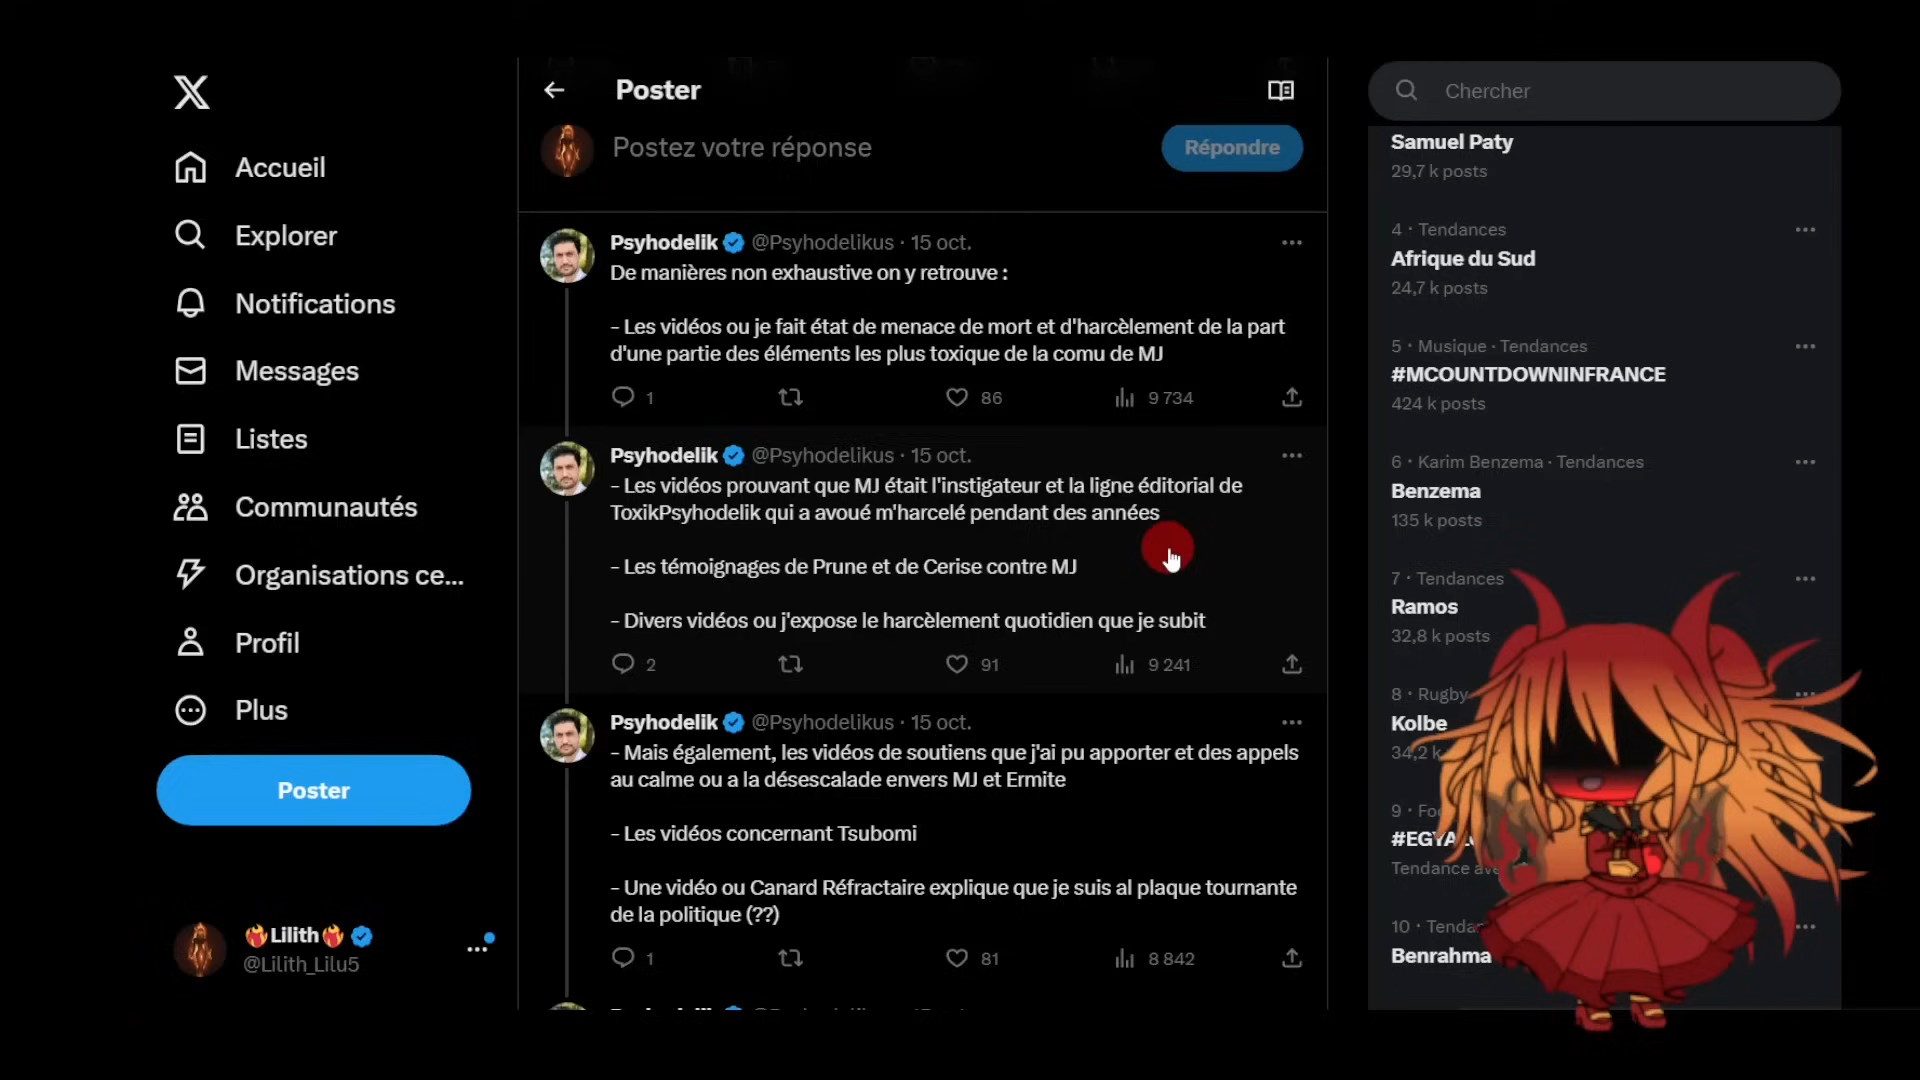 X
Accueil
Explorer
Notifications
Messages
Listes
Communautés
Organisations ce...
Profil
Plus
Poster
Lilith
@Lilith_Lilu5
Poster
Postez votre réponse
Répondre
Psyhodelik @Psyhodelikus · 15 oct.
De manières non exhaustive on y retrouve :
- Les vidéos ou je fait état de menace de mort et d'harcèlement de la part
d'une partie des éléments les plus toxique de la comu de MJ
1 86 9 734
Psyhodelik @Psyhodelikus · 15 oct.
- Les vidéos prouvant que MJ était l'instigateur et la ligne éditorial de
ToxikPsyhodelik qui a avoué m'harcelé pendant des années
- Les témoignages de Prune et de Cerise contre MJ
- Divers vidéos ou j'expose le harcèlement quotidien que je subit
2 91 9 241
Psyhodelik @Psyhodelikus · 15 oct.
- Mais également, les vidéos de soutiens que j'ai pu apporter et des appels
au calme ou a la désescalade envers MJ et Ermite
- Les vidéos concernant Tsubomi
- Une vidéo ou Canard Réfractaire explique que je suis al plaque tournante
de la politique (??)
1 81 8 842
Chercher
Samuel Paty
29,7 k posts
4 · Tendances
Afrique du Sud
24,7 k posts
5 · Musique · Tendances
#MCOUNTDOWNINFRANCE
424 k posts
6 · Karim Benzema · Tendances
Benzema
135 k posts
7 · Tendances
Ramos
32,8 k posts
8 · Rugby
Kolbe
34,2 k
9 · Fo
#EGYA
Tendance ave
10 · Tenda
Benrahma